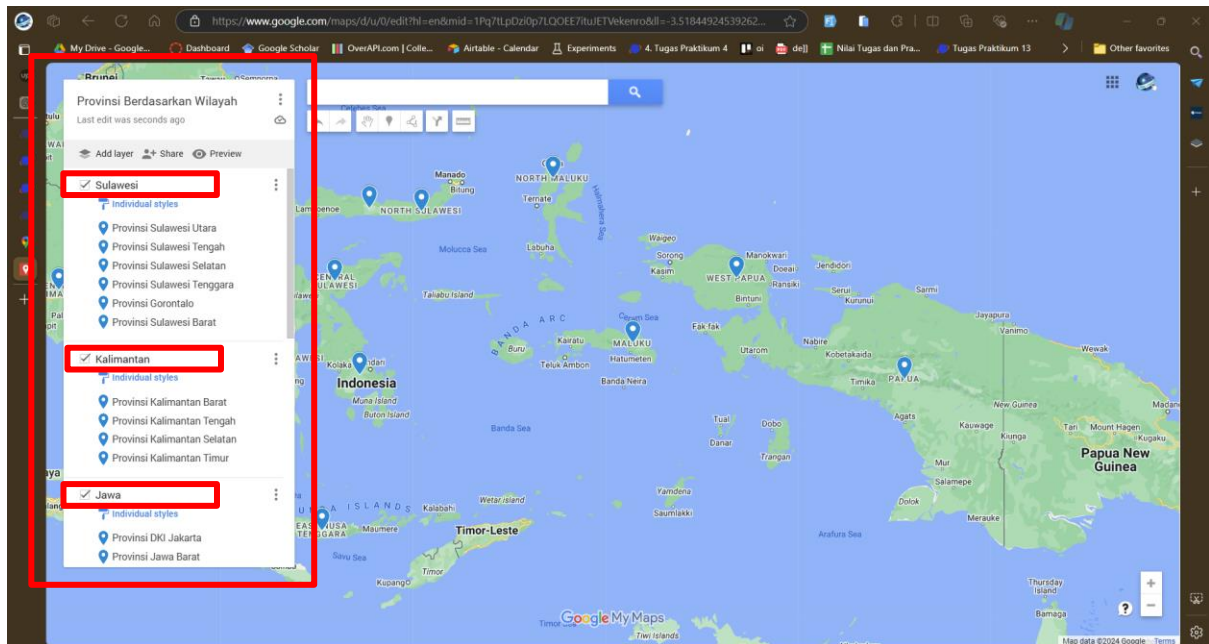 https://www.google.com/maps/d/u/0/edit?hl=en&mid=1Pq7tLpDzi0p7LQOEE7ituJETVekenro&ll=-3.51844924539262...
My Drive - Google...
Dashboard
Google Scholar
OverAPI.com | Colle...
Airtable - Calendar
Experiments
4. Tugas Praktikum 4
oi
dell
Nilai Tugas dan Pra...
Tugas Praktikum 13
Other favorites
Brunei
Provinsi Berdasarkan Wilayah
Last edit was seconds ago
Add layer
Share
Preview
Sulawesi
Individual styles
Provinsi Sulawesi Utara
Provinsi Sulawesi Tengah
Provinsi Sulawesi Selatan
Provinsi Sulawesi Tenggara
Provinsi Gorontalo
Provinsi Sulawesi Barat
Kalimantan
Individual styles
Provinsi Kalimantan Barat
Provinsi Kalimantan Tengah
Provinsi Kalimantan Selatan
Provinsi Kalimantan Timur
Jawa
Individual styles
Provinsi DKI Jakarta
Provinsi Jawa Barat
Manado
Bitung
NORTH SULAWESI
NORTH MALUKU
Ternate
Halmahera Sea
Molucca Sea
Labuha
Waigeo
Sorong
Kasim
Manokwari
WEST PAPUA
Ransiki
Bintuni
Jendidori
Serui
Kurunui
Sarmi
Jayapura
Vanimo
Wewak
Taliabu Island
BANDA ARC
Ceram Sea
Buru
Kairatu
MALUKU
Teluk Ambon
Hatumeten
Fak-fak
Utarom
Nabire
Kobetakaida
Kolaka
Indonesia
Banda Neira
Timika
PAPUA
Muna Island
Buton Island
New Guinea
Madan
Banda Sea
Tual
Dobo
Agats
Kauwage
Kiunga
Tari
Mount Hagen
Kugaku
Danar
Trangan
Papua New
Guinea
Mur
Salamepe
Yamdena
Saumlakki
Dolok
Merauke
Wetar Island
ISLANDS
Kalabahi
Maumere
Timor-Leste
Arafura Sea
Savu Sea
Timor
Kupang
Thursday
Island
Bamaga
Google My Maps
Tiwi Islands
Map data ©2024 Google
Terms